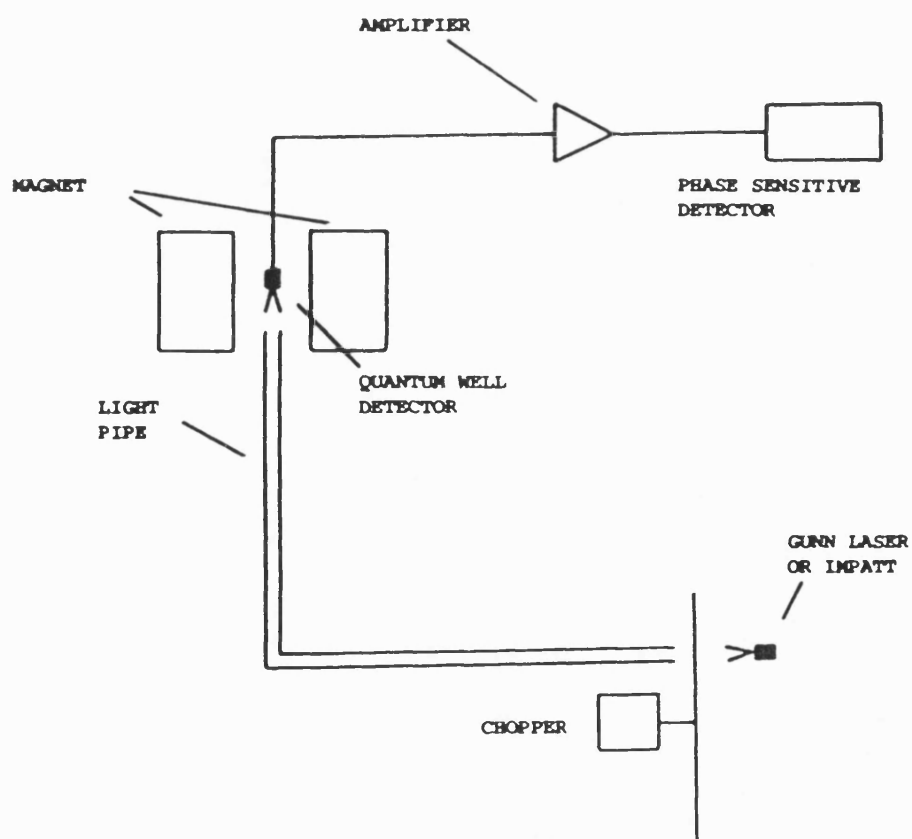 AMPLIFIER
MAGNET
PHASE SENSITIVE
DETECTOR
QUANTUM WELL
DETECTOR
LIGHT
PIPE
GUNN LASER
OR IMPATT
CHOPPER